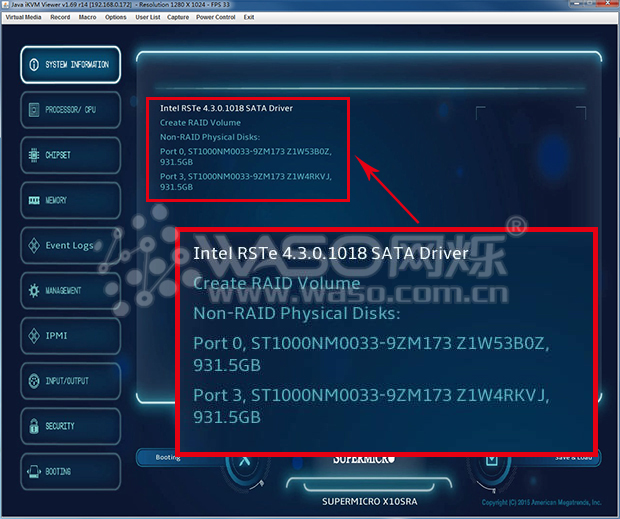 Java iKVM Viewer v1.69 r14 [192.168.0.172] - Resolution 1280 X 1024 - FPS 33
Virtual Media Record Macro Options User List Capture Power Control Exit
SYSTEM INFORMATION
PROCESSOR/ CPU
CHIPSET
MEMORY
Event Logs
MANAGEMENT
IPMI
INPUT/OUTPUT
SECURITY
BOOTING
Intel RSTe 4.3.0.1018 SATA Driver
Create RAID Volume
Non-RAID Physical Disks:
Port 0, ST1000NM0033-9ZM173 Z1W53B0Z,
931.5GB
Port 3, ST1000NM0033-9ZM173 Z1W4RKVJ,
931.5GB
WASO网烁®
www.waso.com.cn
Intel RSTe 4.3.0.1018 SATA Driver
Create RAID Volume
Non-RAID Physical Disks:
Port 0, ST1000NM0033-9ZM173 Z1W53B0Z,
931.5GB
Port 3, ST1000NM0033-9ZM173 Z1W4RKVJ,
931.5GB
Booting
SUPERMICRO
Save & Load
SUPERMICRO X10SRA
Copyright (C) 2015 American Megatrends, Inc.